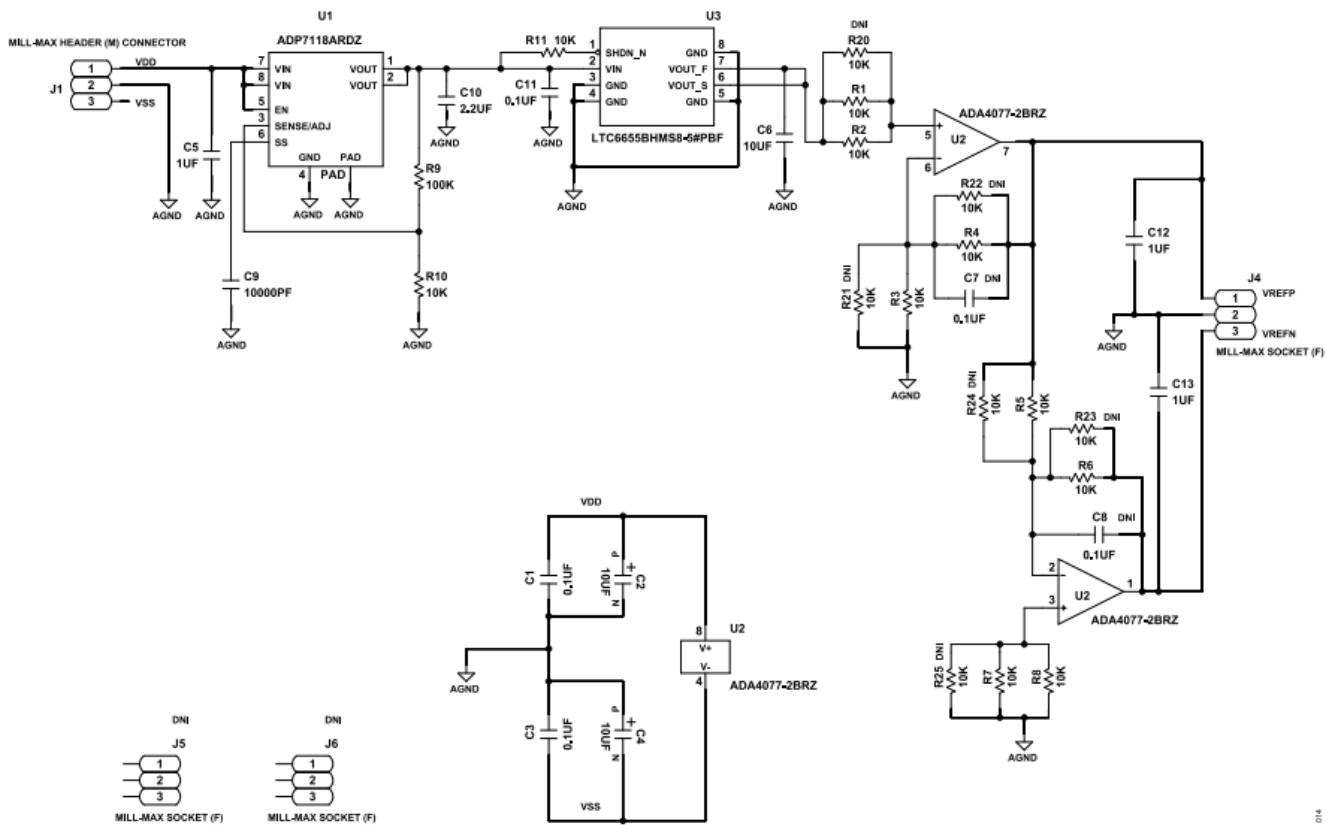 MILL-MAX HEADER (M) CONNECTOR
J1
1
2
3
VDD
VSS
C5
1UF
AGND
AGND
U1
ADP7118ARDZ
7
8
5
3
6
VIN
VIN
EN
SENSE/ADJ
SS
VOUT
VOUT
1
2
GND
PAD
4
PAD
AGND
AGND
C9
10000PF
AGND
C10
2.2UF
AGND
R9
100K
R10
10K
AGND
R11 10K
C11
0.1UF
AGND
U3
1
2
3
4
SHDN_N
VIN
GND
GND
GND
VOUT_F
VOUT_S
GND
8
7
6
5
LTC6655BHMS8-5#PBF
AGND
C6
10UF
AGND
DNI
R20
10K
R1
10K
R2
10K
ADA4077-2BRZ
5
6
+
−
U2
7
R22 DNI
10K
R4
10K
C7 DNI
0.1UF
R21 DNI
10K
R3
10K
AGND
C12
1UF
AGND
J4
1
2
3
VREFP
VREFN
MILL-MAX SOCKET (F)
C13
1UF
R24 DNI
10K
R5
10K
R23 DNI
10K
R6
10K
C8 DNI
0.1UF
2
3
−
+
U2
1
ADA4077-2BRZ
R25 DNI
10K
R7
10K
R8
10K
AGND
VDD
C1
0.1UF
P
+
10UF
C2
N
AGND
U2
8
V+
V-
4
ADA4077-2BRZ
C3
0.1UF
P
+
10UF
C4
N
VSS
DNI
J5
1
2
3
MILL-MAX SOCKET (F)
DNI
J6
1
2
3
MILL-MAX SOCKET (F)
014